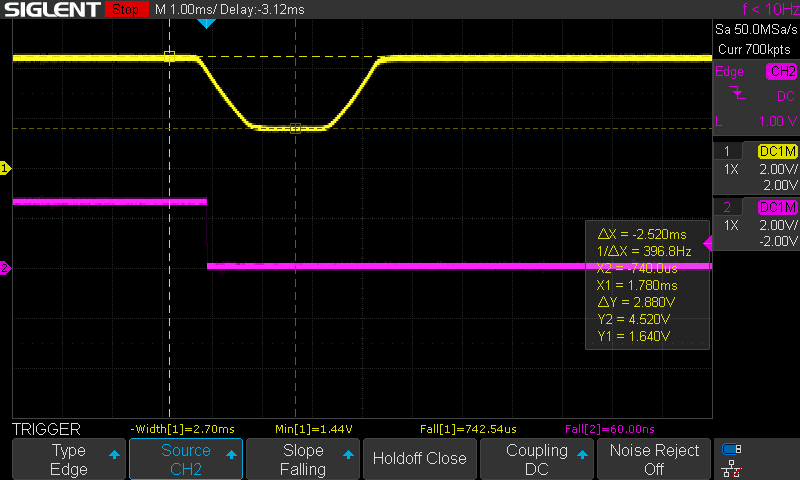 SIGLENT Stop M 1.00ms/ Delay:-3.12ms f < 10Hz
Sa 50.0MSa/s
Curr 700kpts
Edge CH2
DC
L 1.00 V
1 DC1M
1X 2.00V/
2.00V
2 DC1M
1X 2.00V/
-2.00V
1
2
ΔX = -2.520ms
1/ΔX = 396.8Hz
X2 = -740.0us
X1 = 1.780ms
ΔY = 2.880V
Y2 = 4.520V
Y1 = 1.640V
TRIGGER -Width[1]=2.70ms Min[1]=1.44V Fall[1]=742.54us Fall[2]=60.00ns
Type Source Slope Holdoff Close Coupling Noise Reject
Edge CH2 Falling DC Off